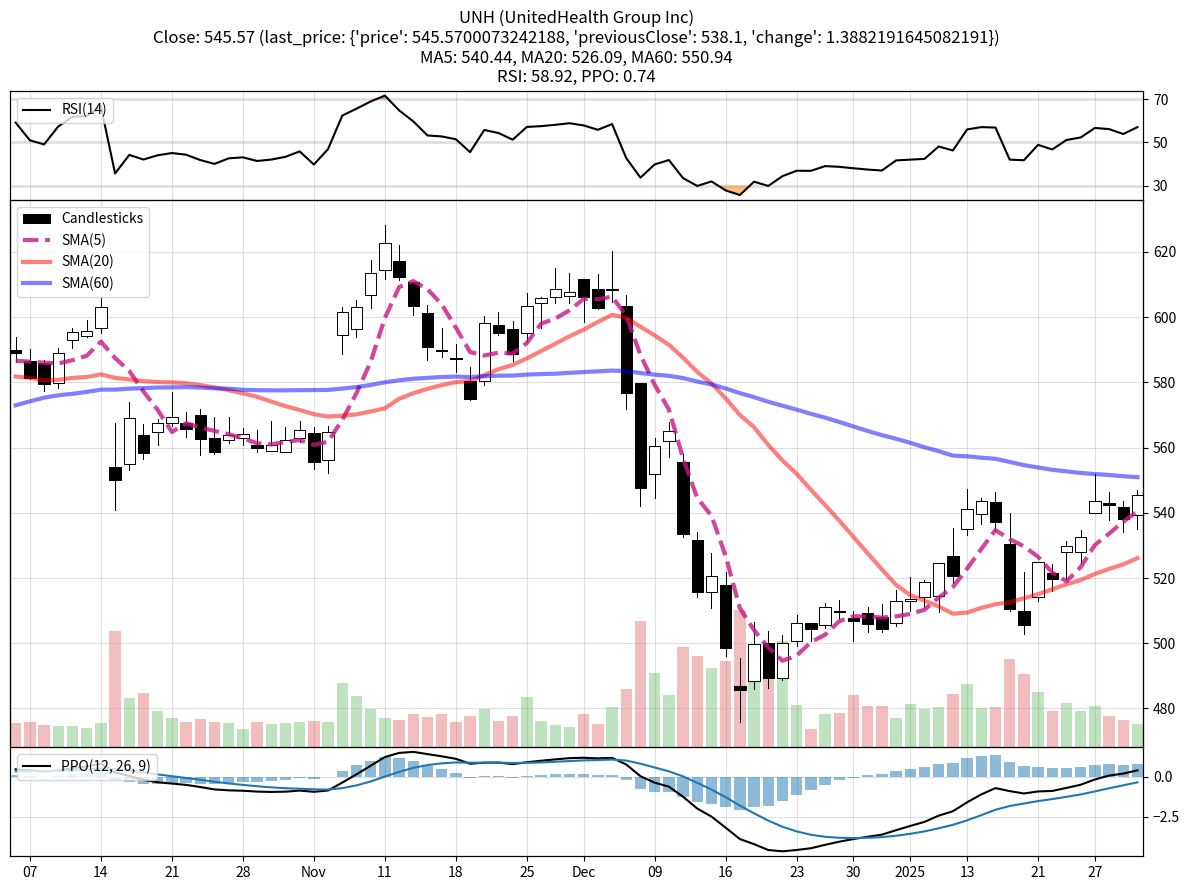 UNH (UnitedHealth Group Inc)
Close: 545.57 (last_price: {'price': 545.5700073242188, 'previousClose': 538.1, 'change': 1.3882191645082191})
MA5: 540.44, MA20: 526.09, MA60: 550.94
RSI: 58.92, PPO: 0.74
RSI(14)
70
50
30
Candlesticks
SMA(5)
SMA(20)
SMA(60)
620
600
580
560
540
520
500
480
PPO(12, 26, 9)
0.0
−2.5
07 14 21 28 Nov 11 18 25 Dec 09 16 23 30 2025 13 21 27